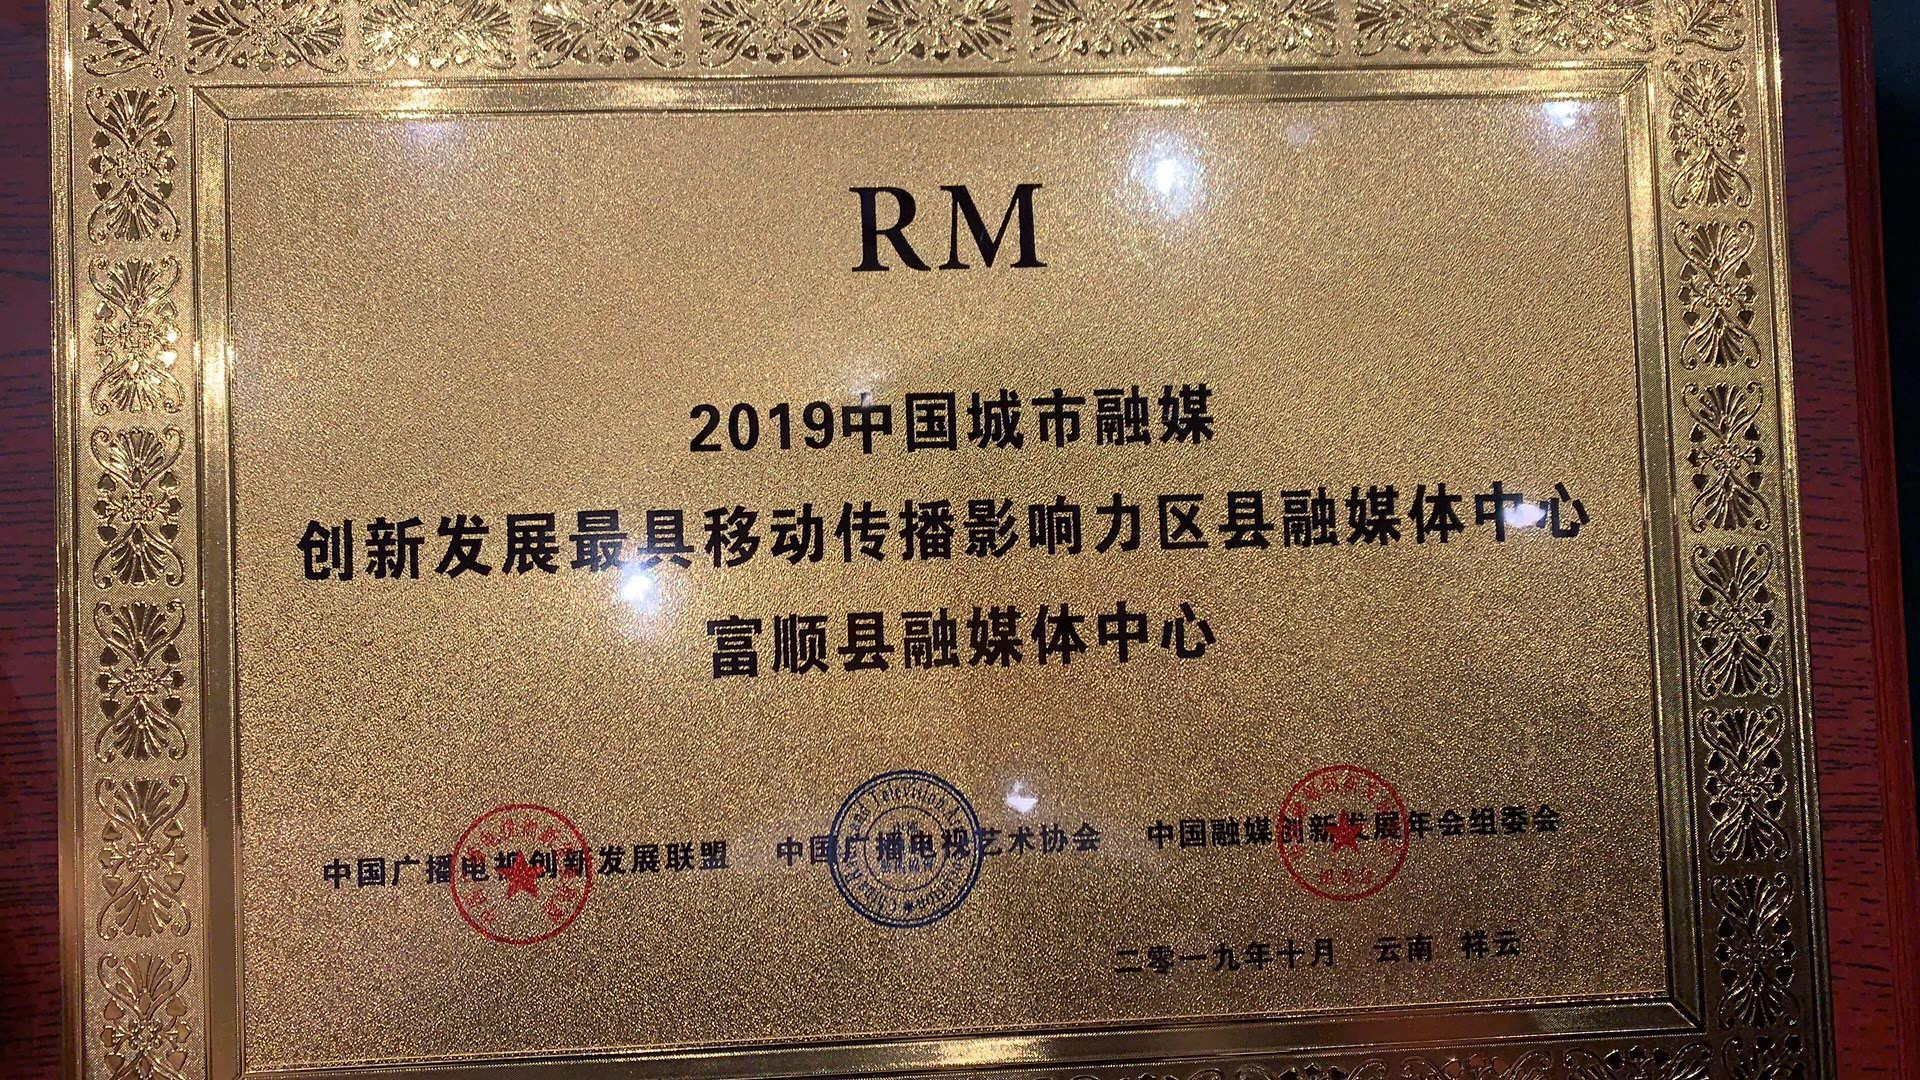 RM
2019中国城市融媒
创新发展最具移动传播影响力区县融媒体中心
富顺县融媒体中心
中国广播电视创新发展联盟 中国广播电视艺术协会 中国融媒创新发展年会组委会
二零一九年十月 云南 祥云